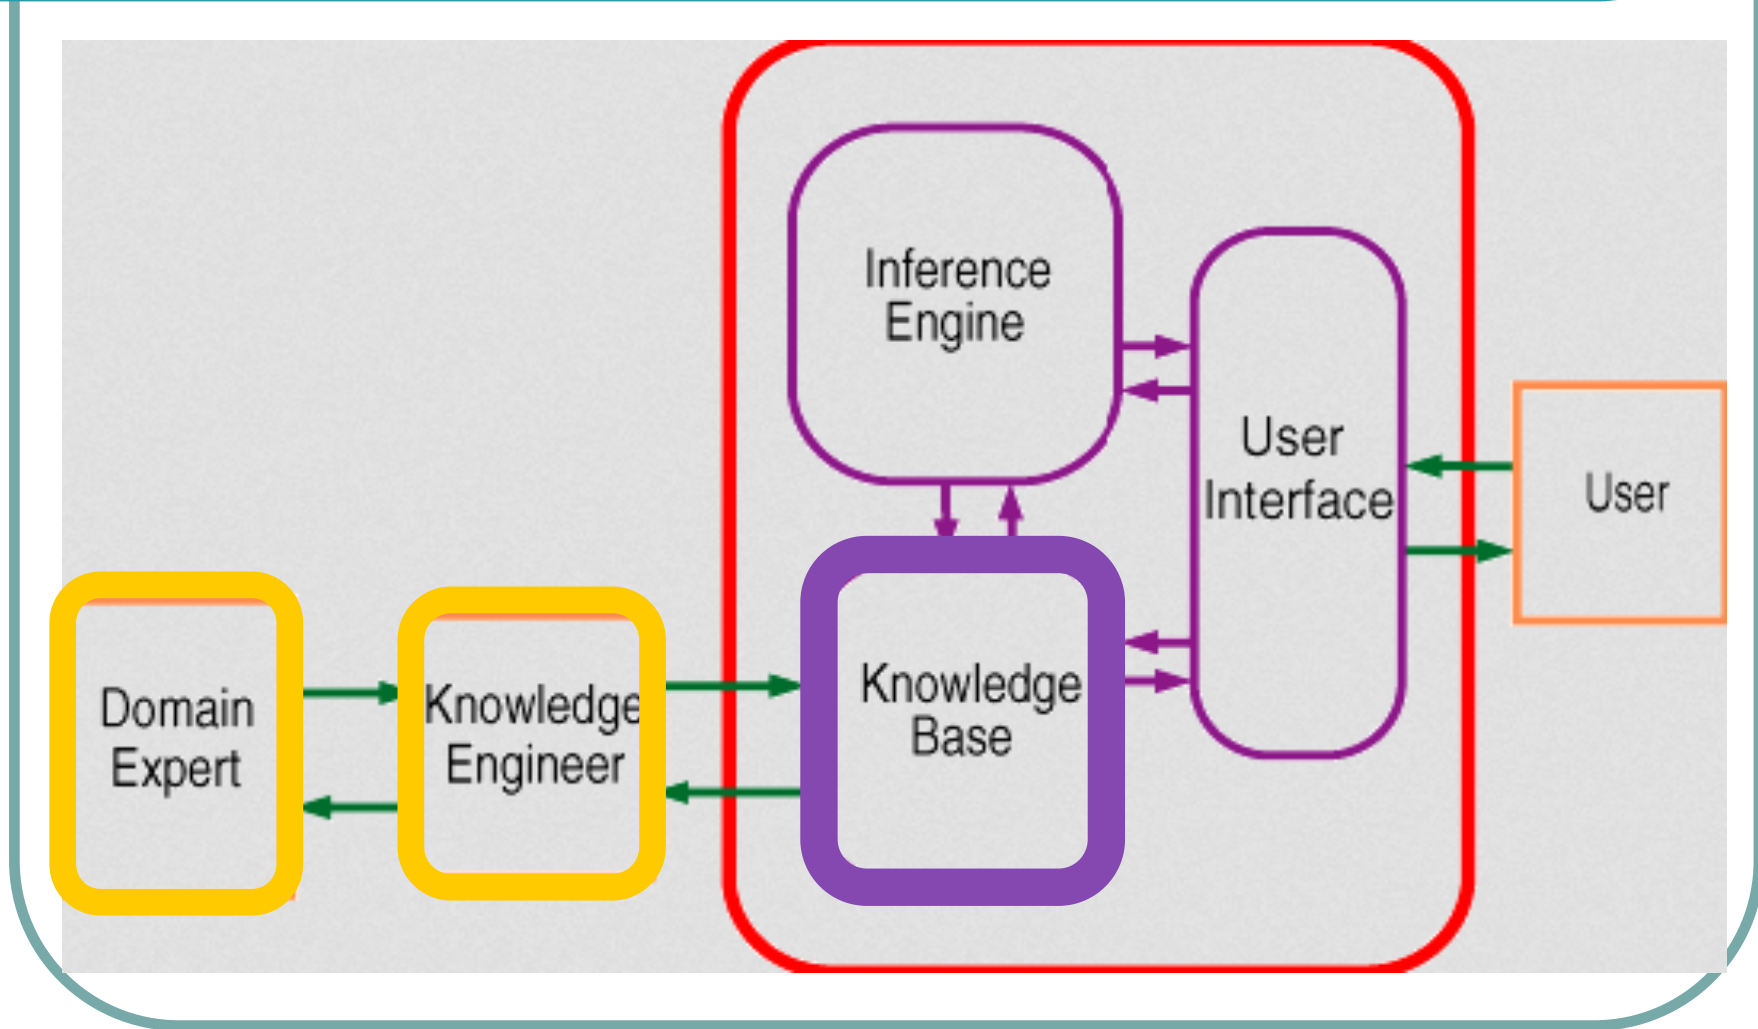 Inference
Engine
User
Interface
User
Domain
Expert
Knowledge
Engineer
Knowledge
Base